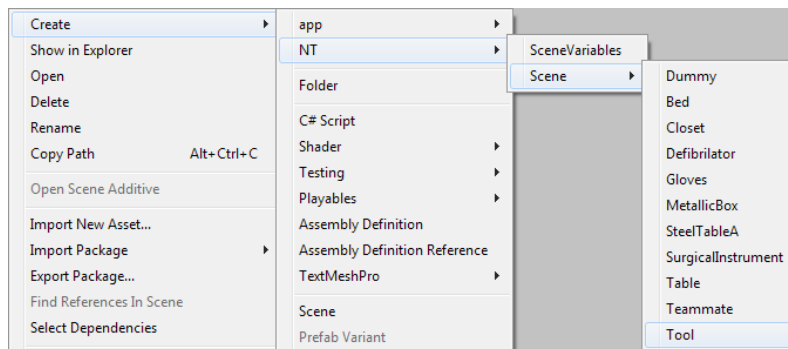 Create
Show in Explorer
Open
Delete
Rename
Copy Path Alt+Ctrl+C
Open Scene Additive
Import New Asset...
Import Package
Export Package...
Find References In Scene
Select Dependencies
app
NT
Folder
C# Script
Shader
Testing
Playables
Assembly Definition
Assembly Definition Reference
TextMeshPro
Scene
Prefab Variant
SceneVariables
Scene
Dummy
Bed
Closet
Defibrilator
Gloves
MetallicBox
SteelTableA
SurgicalInstrument
Table
Teammate
Tool